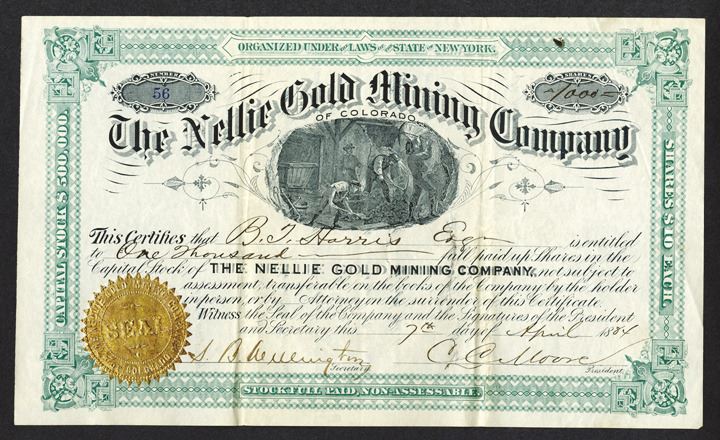 ORGANIZED UNDER THE LAWS OF THE STATE OF NEW YORK.
NUMBER
56
SHARES
1000
The Nellie Gold Mining Company
OF COLORADO
CAPITAL STOCK $500,000.
SHARES $10 EACH.
This Certifies that B. T. Harris Esqr is entitled
to One Thousand full paid up Shares in the
Capital Stock of THE NELLIE GOLD MINING COMPANY, not subject to
assessment, transferable on the books of the Company by the holder
in person, or by Attorney on the surrender of this Certificate.
Witness the Seal of the Company and the Signatures of the President
and Secretary this 7th day of April 1884
SEAL
S. B. Wellington
Secretary
C. C. Moore
President.
STOCK FULL PAID, NON-ASSESSABLE.